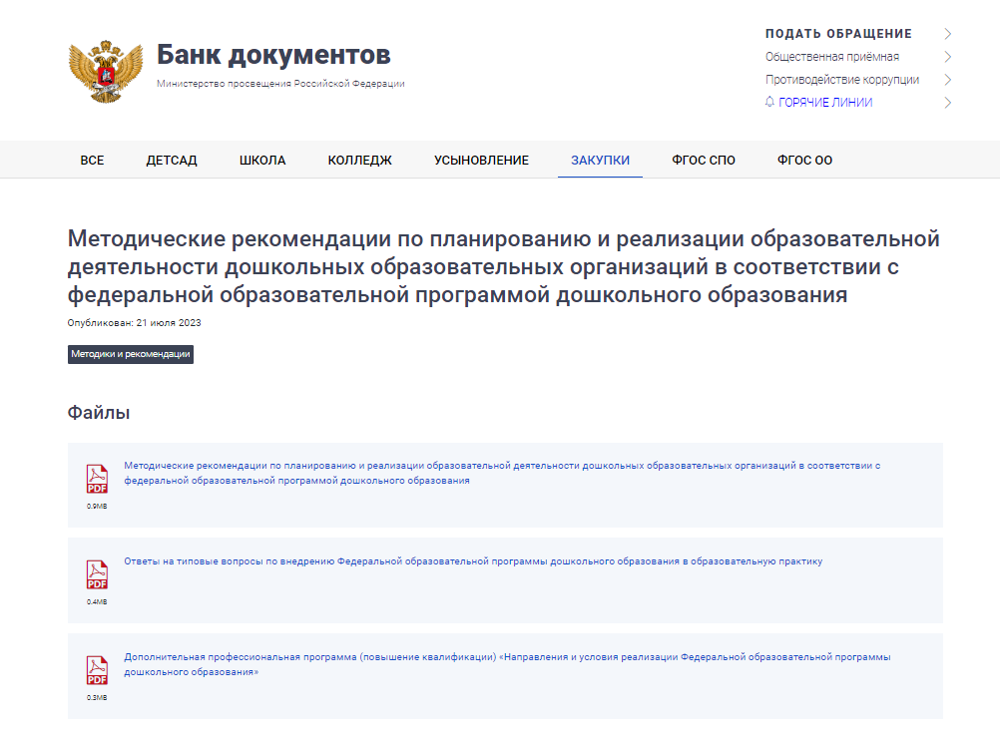 Банк документов
Министерство просвещения Российской Федерации
ПОДАТЬ ОБРАЩЕНИЕ
Общественная приёмная
Противодействие коррупции
ГОРЯЧИЕ ЛИНИИ
ВСЕ ДЕТСАД ШКОЛА КОЛЛЕДЖ УСЫНОВЛЕНИЕ ЗАКУПКИ ФГОС СПО ФГОС ОО
Методические рекомендации по планированию и реализации образовательной
деятельности дошкольных образовательных организаций в соответствии с
федеральной образовательной программой дошкольного образования
Опубликован: 21 июля 2023
Методики и рекомендации
Файлы
Методические рекомендации по планированию и реализации образовательной деятельности дошкольных образовательных организаций в соответствии с
федеральной образовательной программой дошкольного образования
PDF
0.9MB
Ответы на типовые вопросы по внедрению Федеральной образовательной программы дошкольного образования в образовательную практику
PDF
0.4MB
Дополнительная профессиональная программа (повышение квалификации) «Направления и условия реализации Федеральной образовательной программы
дошкольного образования»
PDF
0.3MB